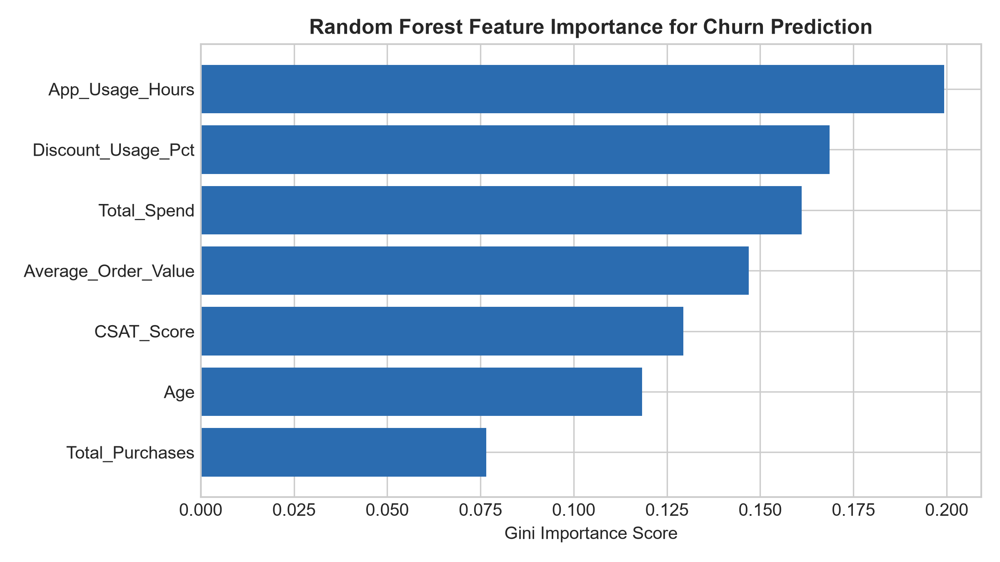 Random Forest Feature Importance for Churn Prediction
App_Usage_Hours
Discount_Usage_Pct
Total_Spend
Average_Order_Value
CSAT_Score
Age
Total_Purchases
0.000 0.025 0.050 0.075 0.100 0.125 0.150 0.175 0.200
Gini Importance Score